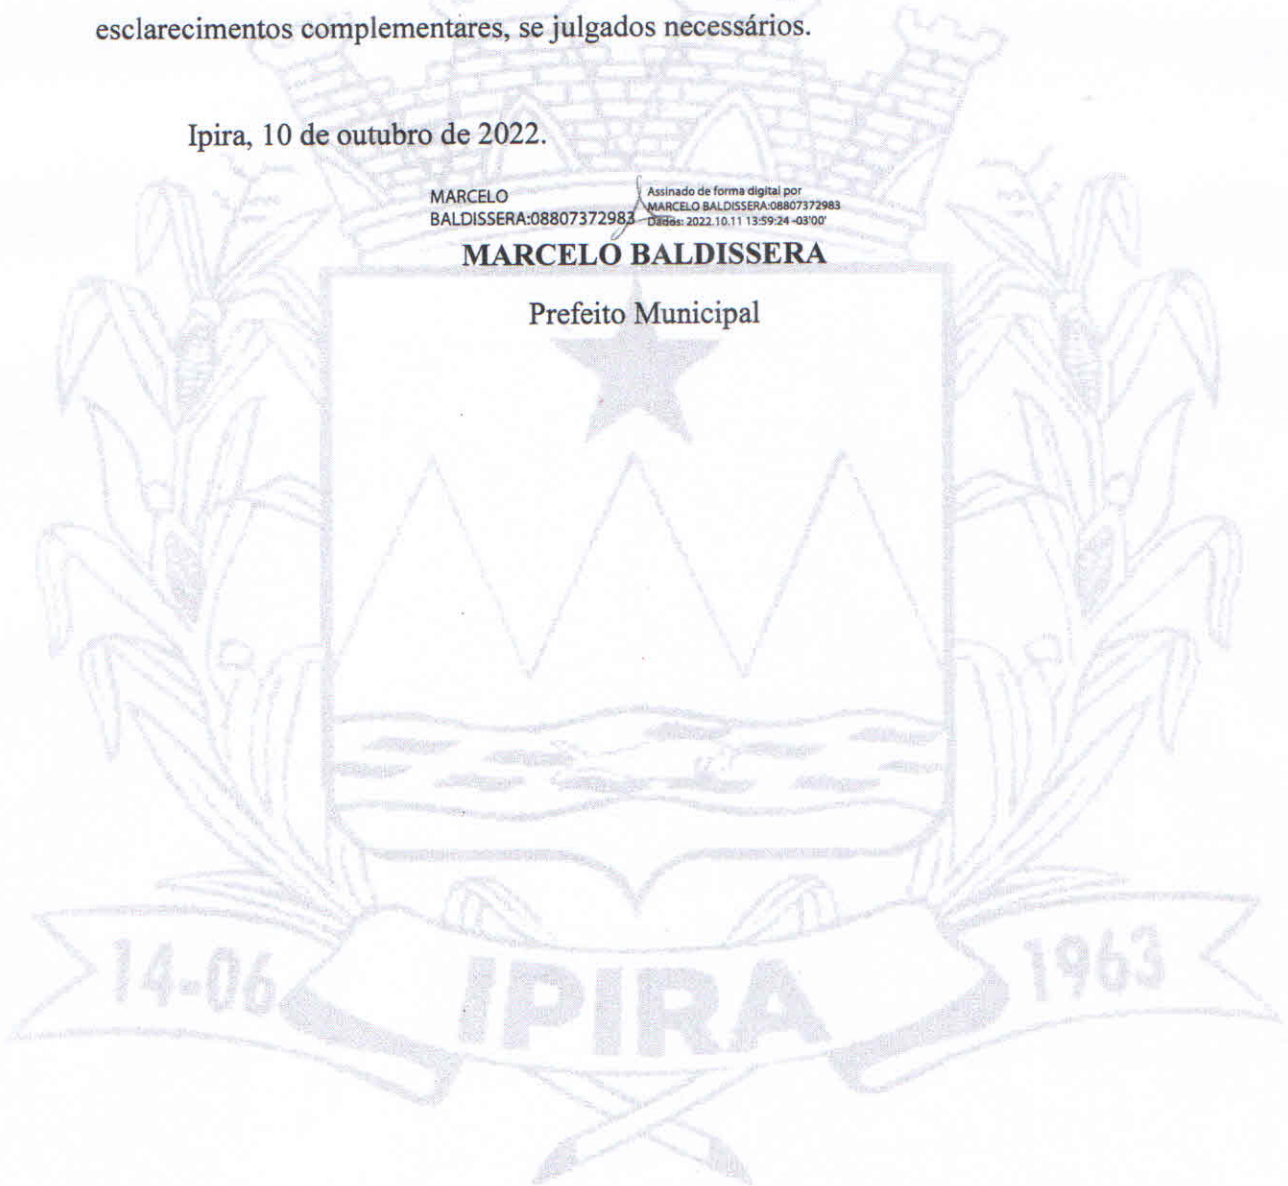 esclarecimentos complementares, se julgados necessários.
Ipira, 10 de outubro de 2022.
MARCELO
BALDISSERA:08807372983
Assinado de forma digital por
MARCELO BALDISSERA:08807372983
Dados: 2022.10.11 13:59:24 -03'00'
MARCELO BALDISSERA
Prefeito Municipal
14-06
IPIRA
1963